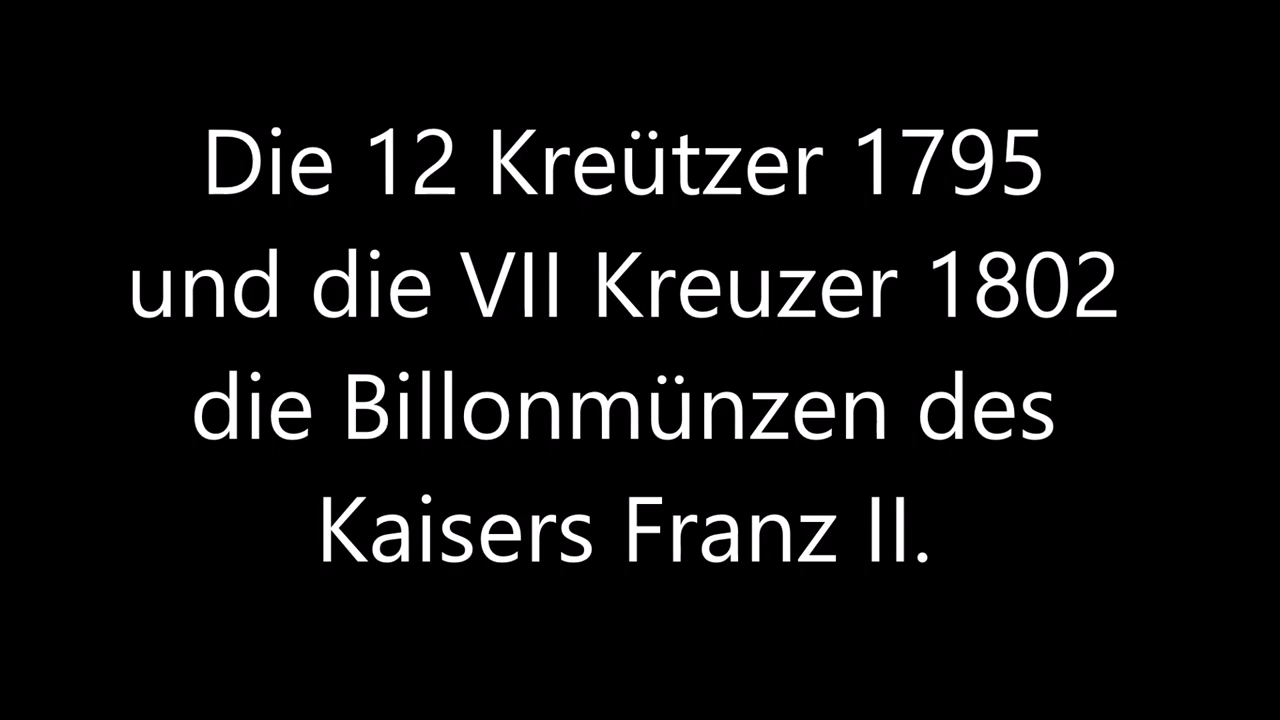 Die 12 Kreützer 1795
und die VII Kreuzer 1802
die Billonmünzen des
Kaisers Franz II.